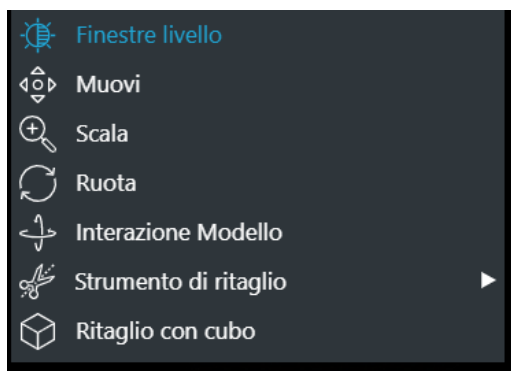 Finestre livello
Muovi
Scala
Ruota
Interazione Modello
Strumento di ritaglio
Ritaglio con cubo